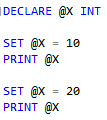 DECLARE @X INT
SET @X = 10
PRINT @X
SET @X = 20
PRINT @X